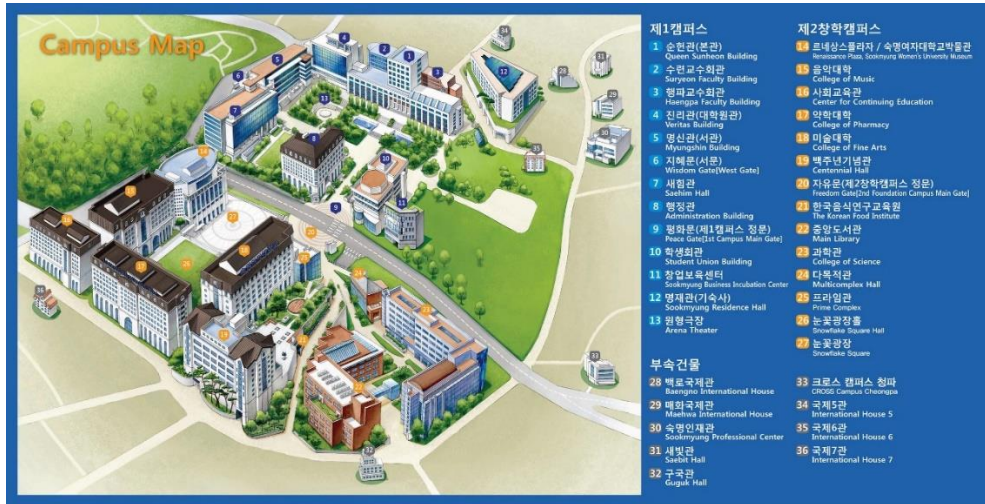 Campus Map
제1캠퍼스
1 순헌관(본관)
Queen Sunheon Building
2 수련교수회관
Suryeon Faculty Building
3 행파교수회관
Haengpa Faculty Building
4 진리관(대학원관)
Veritas Building
5 명신관(서관)
Myungshin Building
6 지혜문(서문)
Wisdom Gate[West Gate]
7 새힘관
Saehim Hall
8 행정관
Administration Building
9 평화문(제1캠퍼스 정문)
Peace Gate[1st Campus Main Gate]
10 학생회관
Student Union Building
11 창업보육센터
Sookmyung Business Incubation Center
12 명재관(기숙사)
Sookmyung Residence Hall
13 원형극장
Arena Theater
제2창학캠퍼스
14 르네상스플라자 / 숙명여자대학교박물관
Renaissance Plaza, Sookmyung Women's University Museum
15 음악대학
College of Music
16 사회교육관
Center for Continuing Education
17 약학대학
College of Pharmacy
18 미술대학
College of Fine Arts
19 백주년기념관
Centennial Hall
20 자유문(제2창학캠퍼스 정문)
Freedom Gate[2nd Foundation Campus Main Gate]
21 한국음식연구교육원
The Korean Food Institute
22 중앙도서관
Main Library
23 과학관
College of Science
24 다목적관
Multicomplex Hall
25 프라임관
Prime Complex
26 눈꽃광장홀
Snowflake Square Hall
27 눈꽃광장
Snowflake Square
부속건물
28 백로국제관
Baengno International House
29 매화국제관
Maehwa International House
30 숙명인재관
Sookmyung Professional Center
31 새빛관
Saebit Hall
32 구국관
Guguk Hall
33 크로스 캠퍼스 청파
CROSS Campus Cheongpa
34 국제5관
International House 5
35 국제6관
International House 6
36 국제7관
International House 7